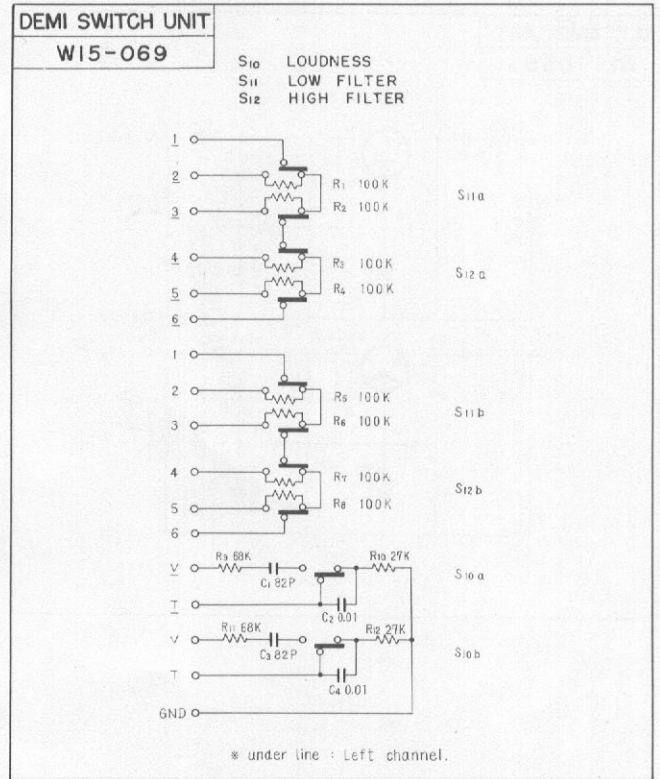 DEMI SWITCH UNIT
W15-069
S10 LOUDNESS
S11 LOW FILTER
S12 HIGH FILTER
1
2
R1 100K
S11a
R2 100K
3
4
R3 100K
S12a
R4 100K
5
6
1
2
R5 100K
S11b
R6 100K
3
4
R7 100K
S12b
R8 100K
5
6
V
R9 68K
C1 82P
R10 27K
S10a
T
C2 0.01
V
R11 68K
C3 82P
R12 27K
S10b
T
C4 0.01
GND
※ under line : Left channel.